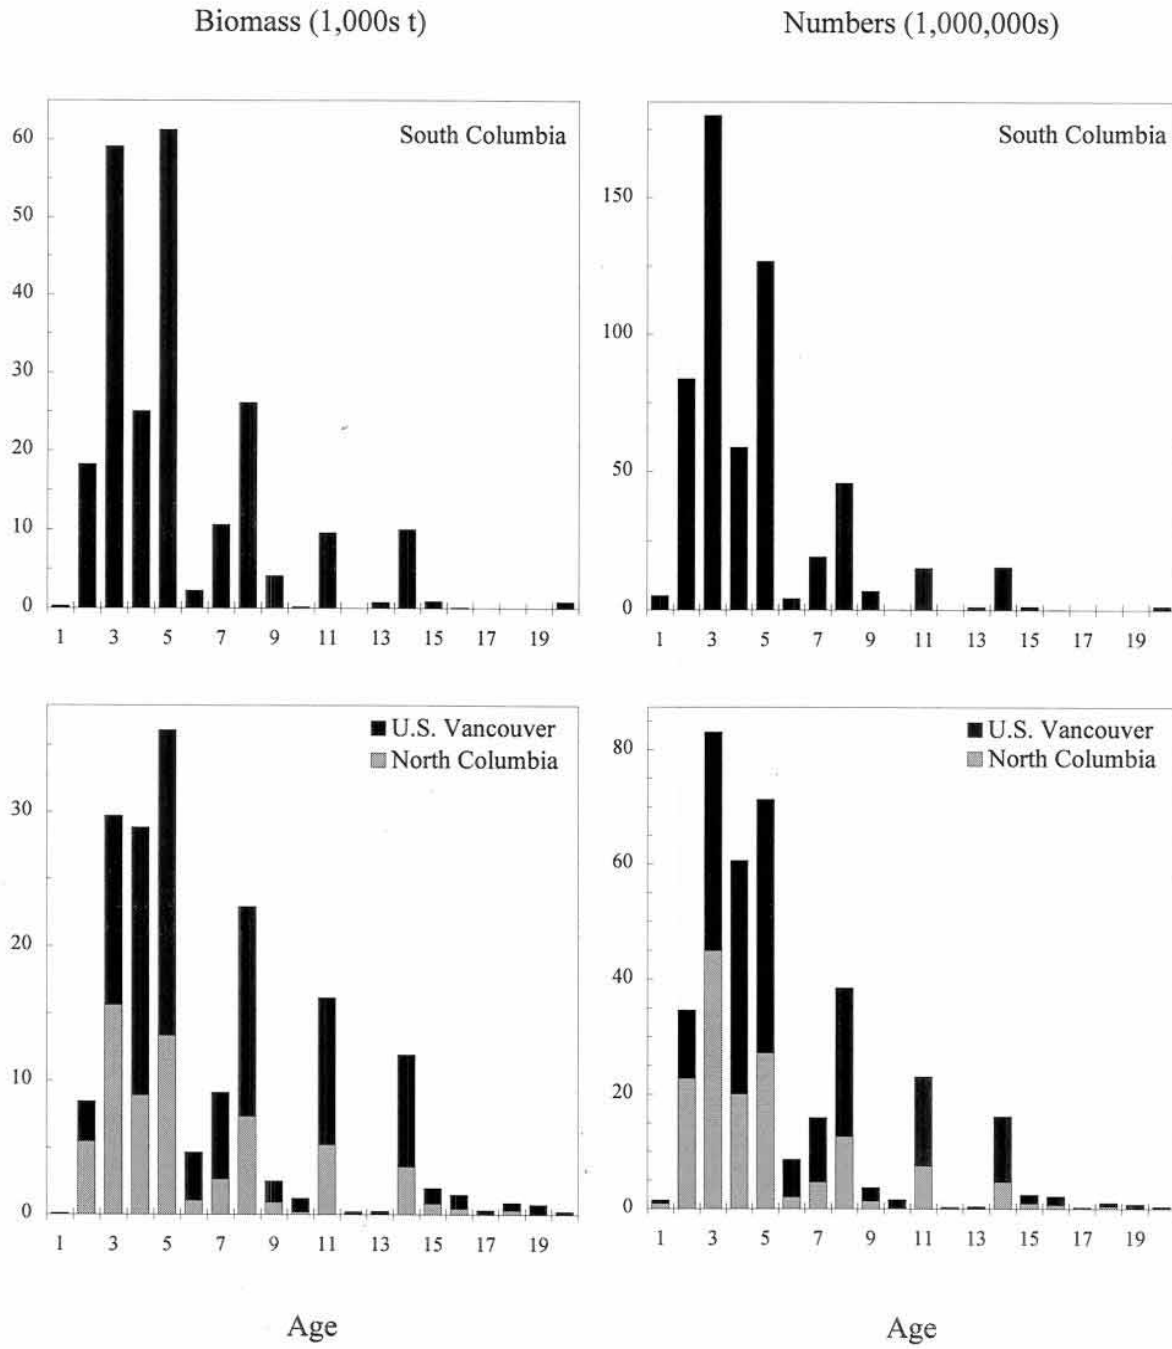 Biomass (1,000s t)
Numbers (1,000,000s)
South Columbia
60
50
40
30
20
10
0
1 3 5 7 9 11 13 15 17 19
South Columbia
150
100
50
0
1 3 5 7 9 11 13 15 17 19
U.S. Vancouver
North Columbia
30
20
10
0
1 3 5 7 9 11 13 15 17 19
Age
U.S. Vancouver
North Columbia
80
60
40
20
0
1 3 5 7 9 11 13 15 17 19
Age